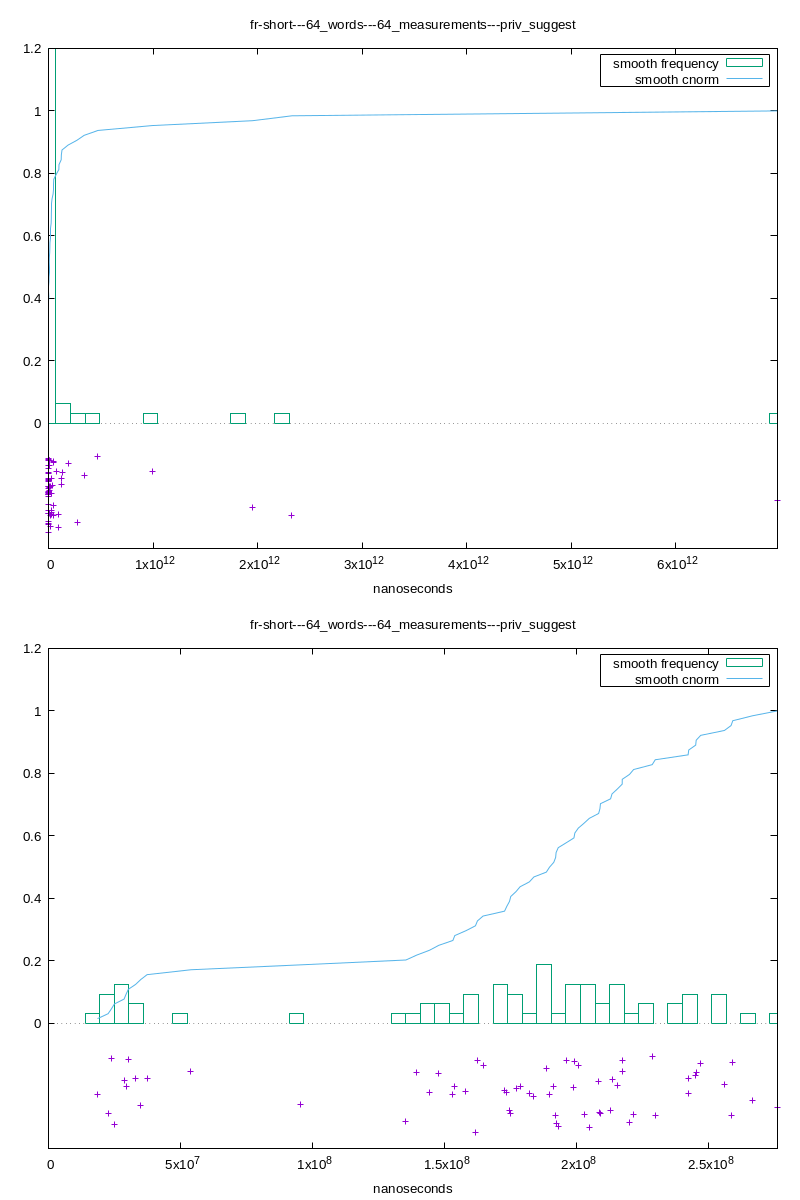 fr-short---64_words---64_measurements---priv_suggest
1.2
smooth frequency
smooth cnorm
1
0.8
0.6
0.4
0.2
0
0 1x10^12 2x10^12 3x10^12 4x10^12 5x10^12 6x10^12
nanoseconds
fr-short---64_words---64_measurements---priv_suggest
1.2
smooth frequency
smooth cnorm
1
0.8
0.6
0.4
0.2
0
0 5x10^7 1x10^8 1.5x10^8 2x10^8 2.5x10^8
nanoseconds